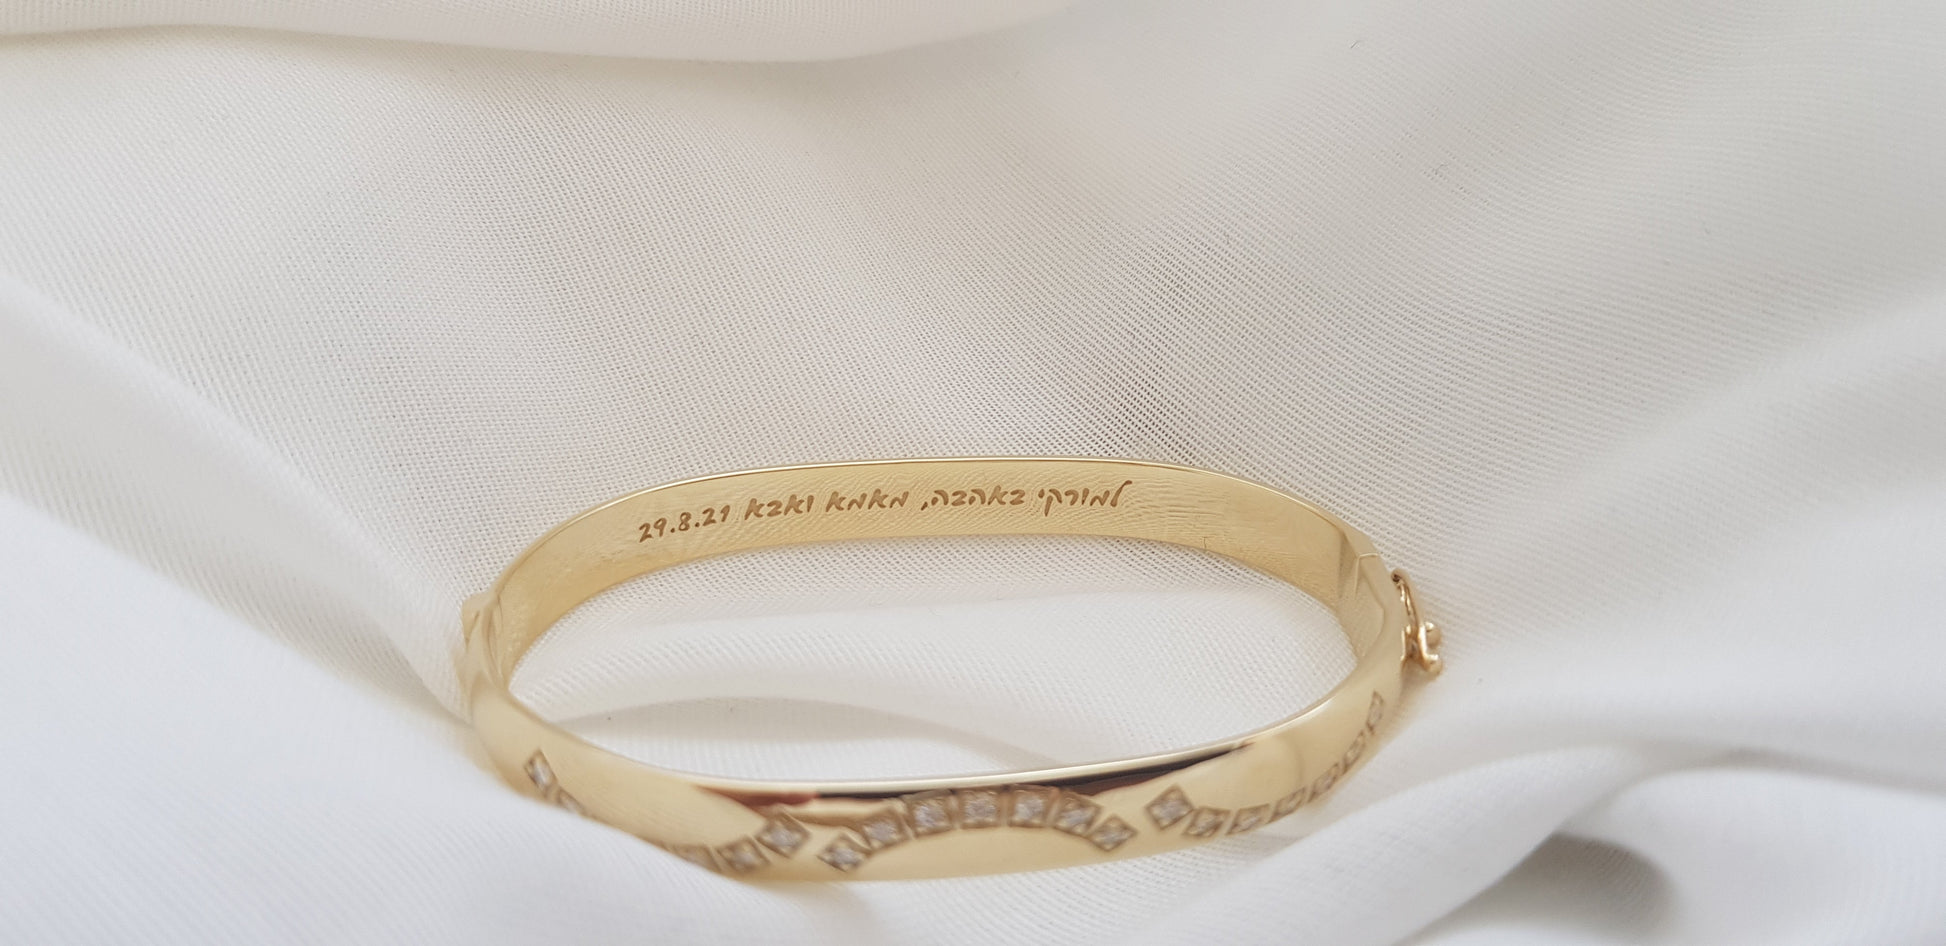 למורקי באהבה, מאמא ואבא 29.8.21